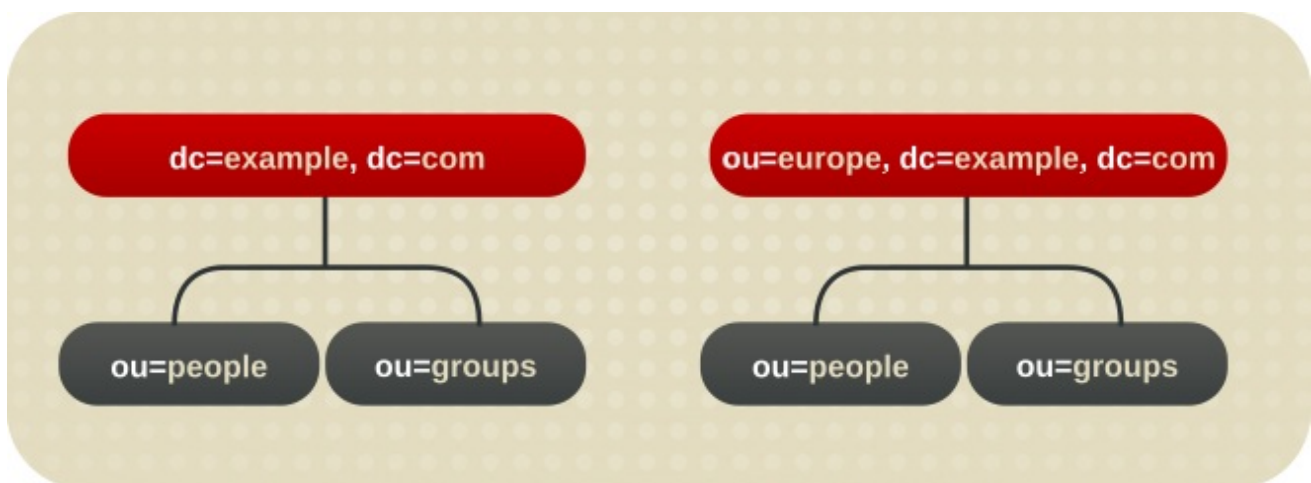 dc=example, dc=com
ou=europe, dc=example, dc=com
ou=people
ou=groups
ou=people
ou=groups